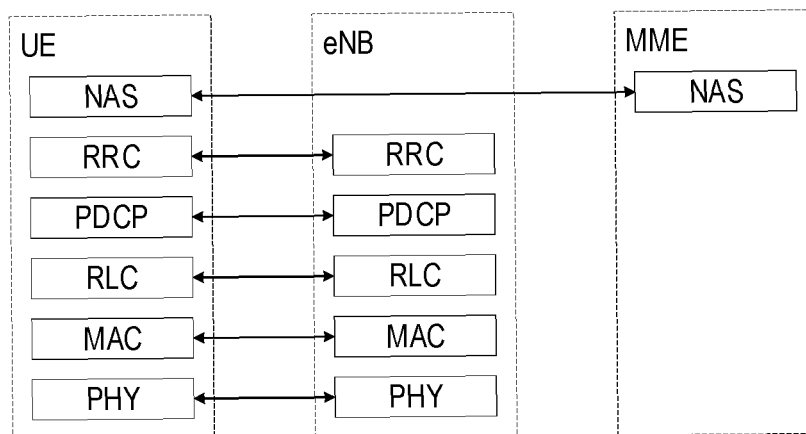 UE
eNB
MME
NAS
NAS
RRC
RRC
PDCP
PDCP
RLC
RLC
MAC
MAC
PHY
PHY